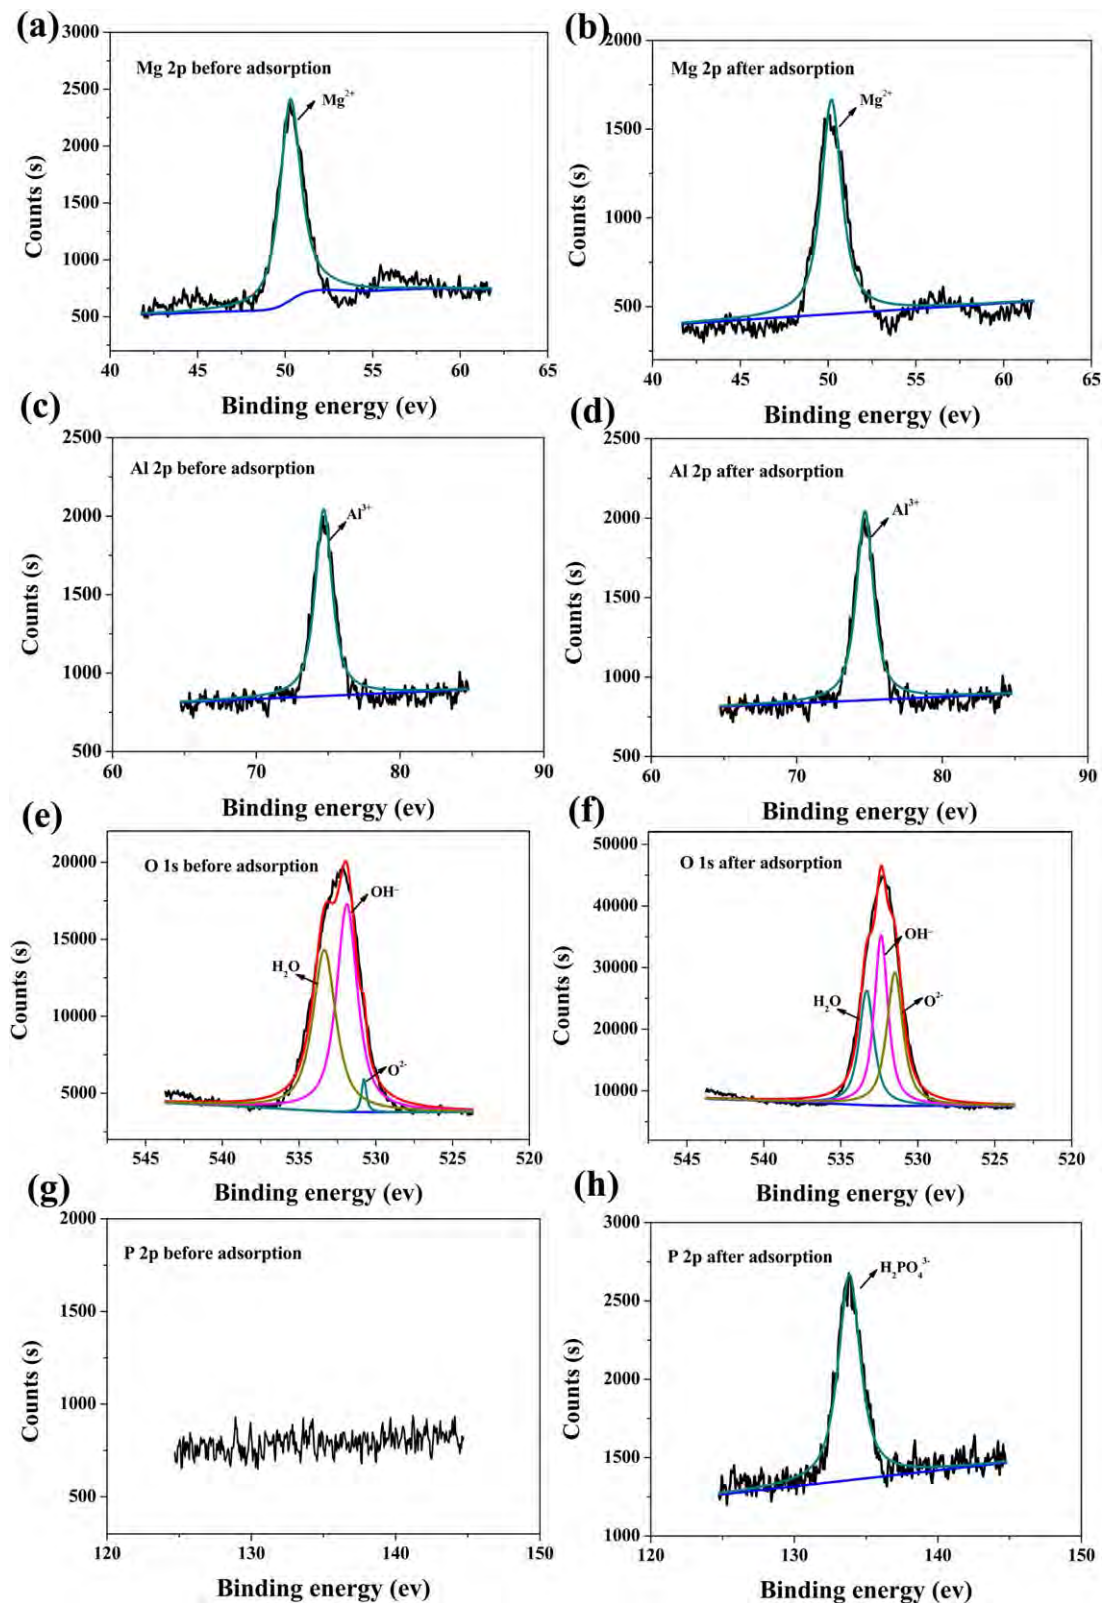 (a)
3000
2500
2000
1500
1000
500
Counts (s)
Mg 2p before adsorption
Mg²⁺
40 45 50 55 60 65
Binding energy (ev)
(b)
2000
1500
1000
500
Counts (s)
Mg 2p after adsorption
Mg²⁺
40 45 50 55 60 65
Binding energy (ev)
(c)
2500
2000
1500
1000
500
Counts (s)
Al 2p before adsorption
Al³⁺
60 70 80 90
Binding energy (ev)
(d)
2500
2000
1500
1000
500
Counts (s)
Al 2p after adsorption
Al³⁺
60 70 80 90
Binding energy (ev)
(e)
20000
15000
10000
5000
Counts (s)
O 1s before adsorption
OH⁻
H₂O
O²⁻
545 540 535 530 525 520
Binding energy (ev)
(f)
50000
40000
30000
20000
10000
Counts (s)
O 1s after adsorption
OH⁻
H₂O
O²⁻
545 540 535 530 525 520
Binding energy (ev)
(g)
2000
1500
1000
500
Counts (s)
P 2p before adsorption
120 130 140 150
Binding energy (ev)
(h)
3000
2500
2000
1500
1000
Counts (s)
P 2p after adsorption
H₂PO₄³⁻
120 130 140 150
Binding energy (ev)